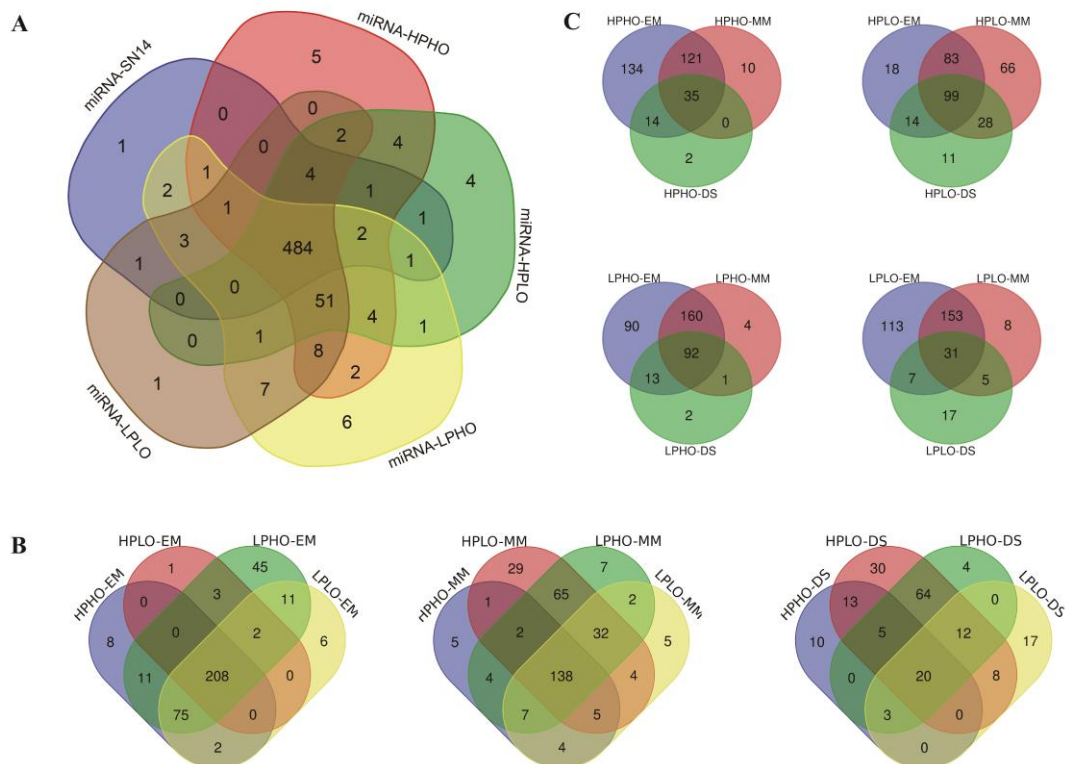 A
miRNA-SN14
miRNA-HPHO
miRNA-HPLO
miRNA-LPHO
miRNA-LPLO
5
0
0
2
4
4
1
0
4
1
1
2
1
1
2
1
3
484
1
0
0
51
4
1
0
1
8
2
1
7
6
C
HPHO-EM HPHO-MM
134 121 10
35
14 0
2
HPHO-DS
HPLO-EM HPLO-MM
18 83 66
99
14 28
11
HPLO-DS
LPHO-EM LPHO-MM
90 160 4
92
13 1
2
LPHO-DS
LPLO-EM LPLO-MM
113 153 8
31
7 5
17
LPLO-DS
B
HPLO-EM LPHO-EM
HPHO-EM LPLO-EM
1 45
0 3 11
8 0 2 6
11 208 0
75 0
2
HPLO-MM LPHO-MM
HPHO-MM LPLO-MM
29 7
1 65 2
5 2 32 5
4 138 4
7 5
4
HPLO-DS LPHO-DS
HPHO-DS LPLO-DS
30 4
13 64 0
10 5 12 17
0 20 8
3 0
0